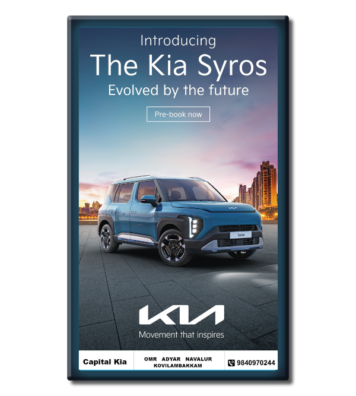 Introducing
The Kia Syros
Evolved by the future
Pre-book now
KIA
Movement that inspires
Capital Kia
OMR ADYAR NAVALUR
KOVILAMBAKKAM
9840970244